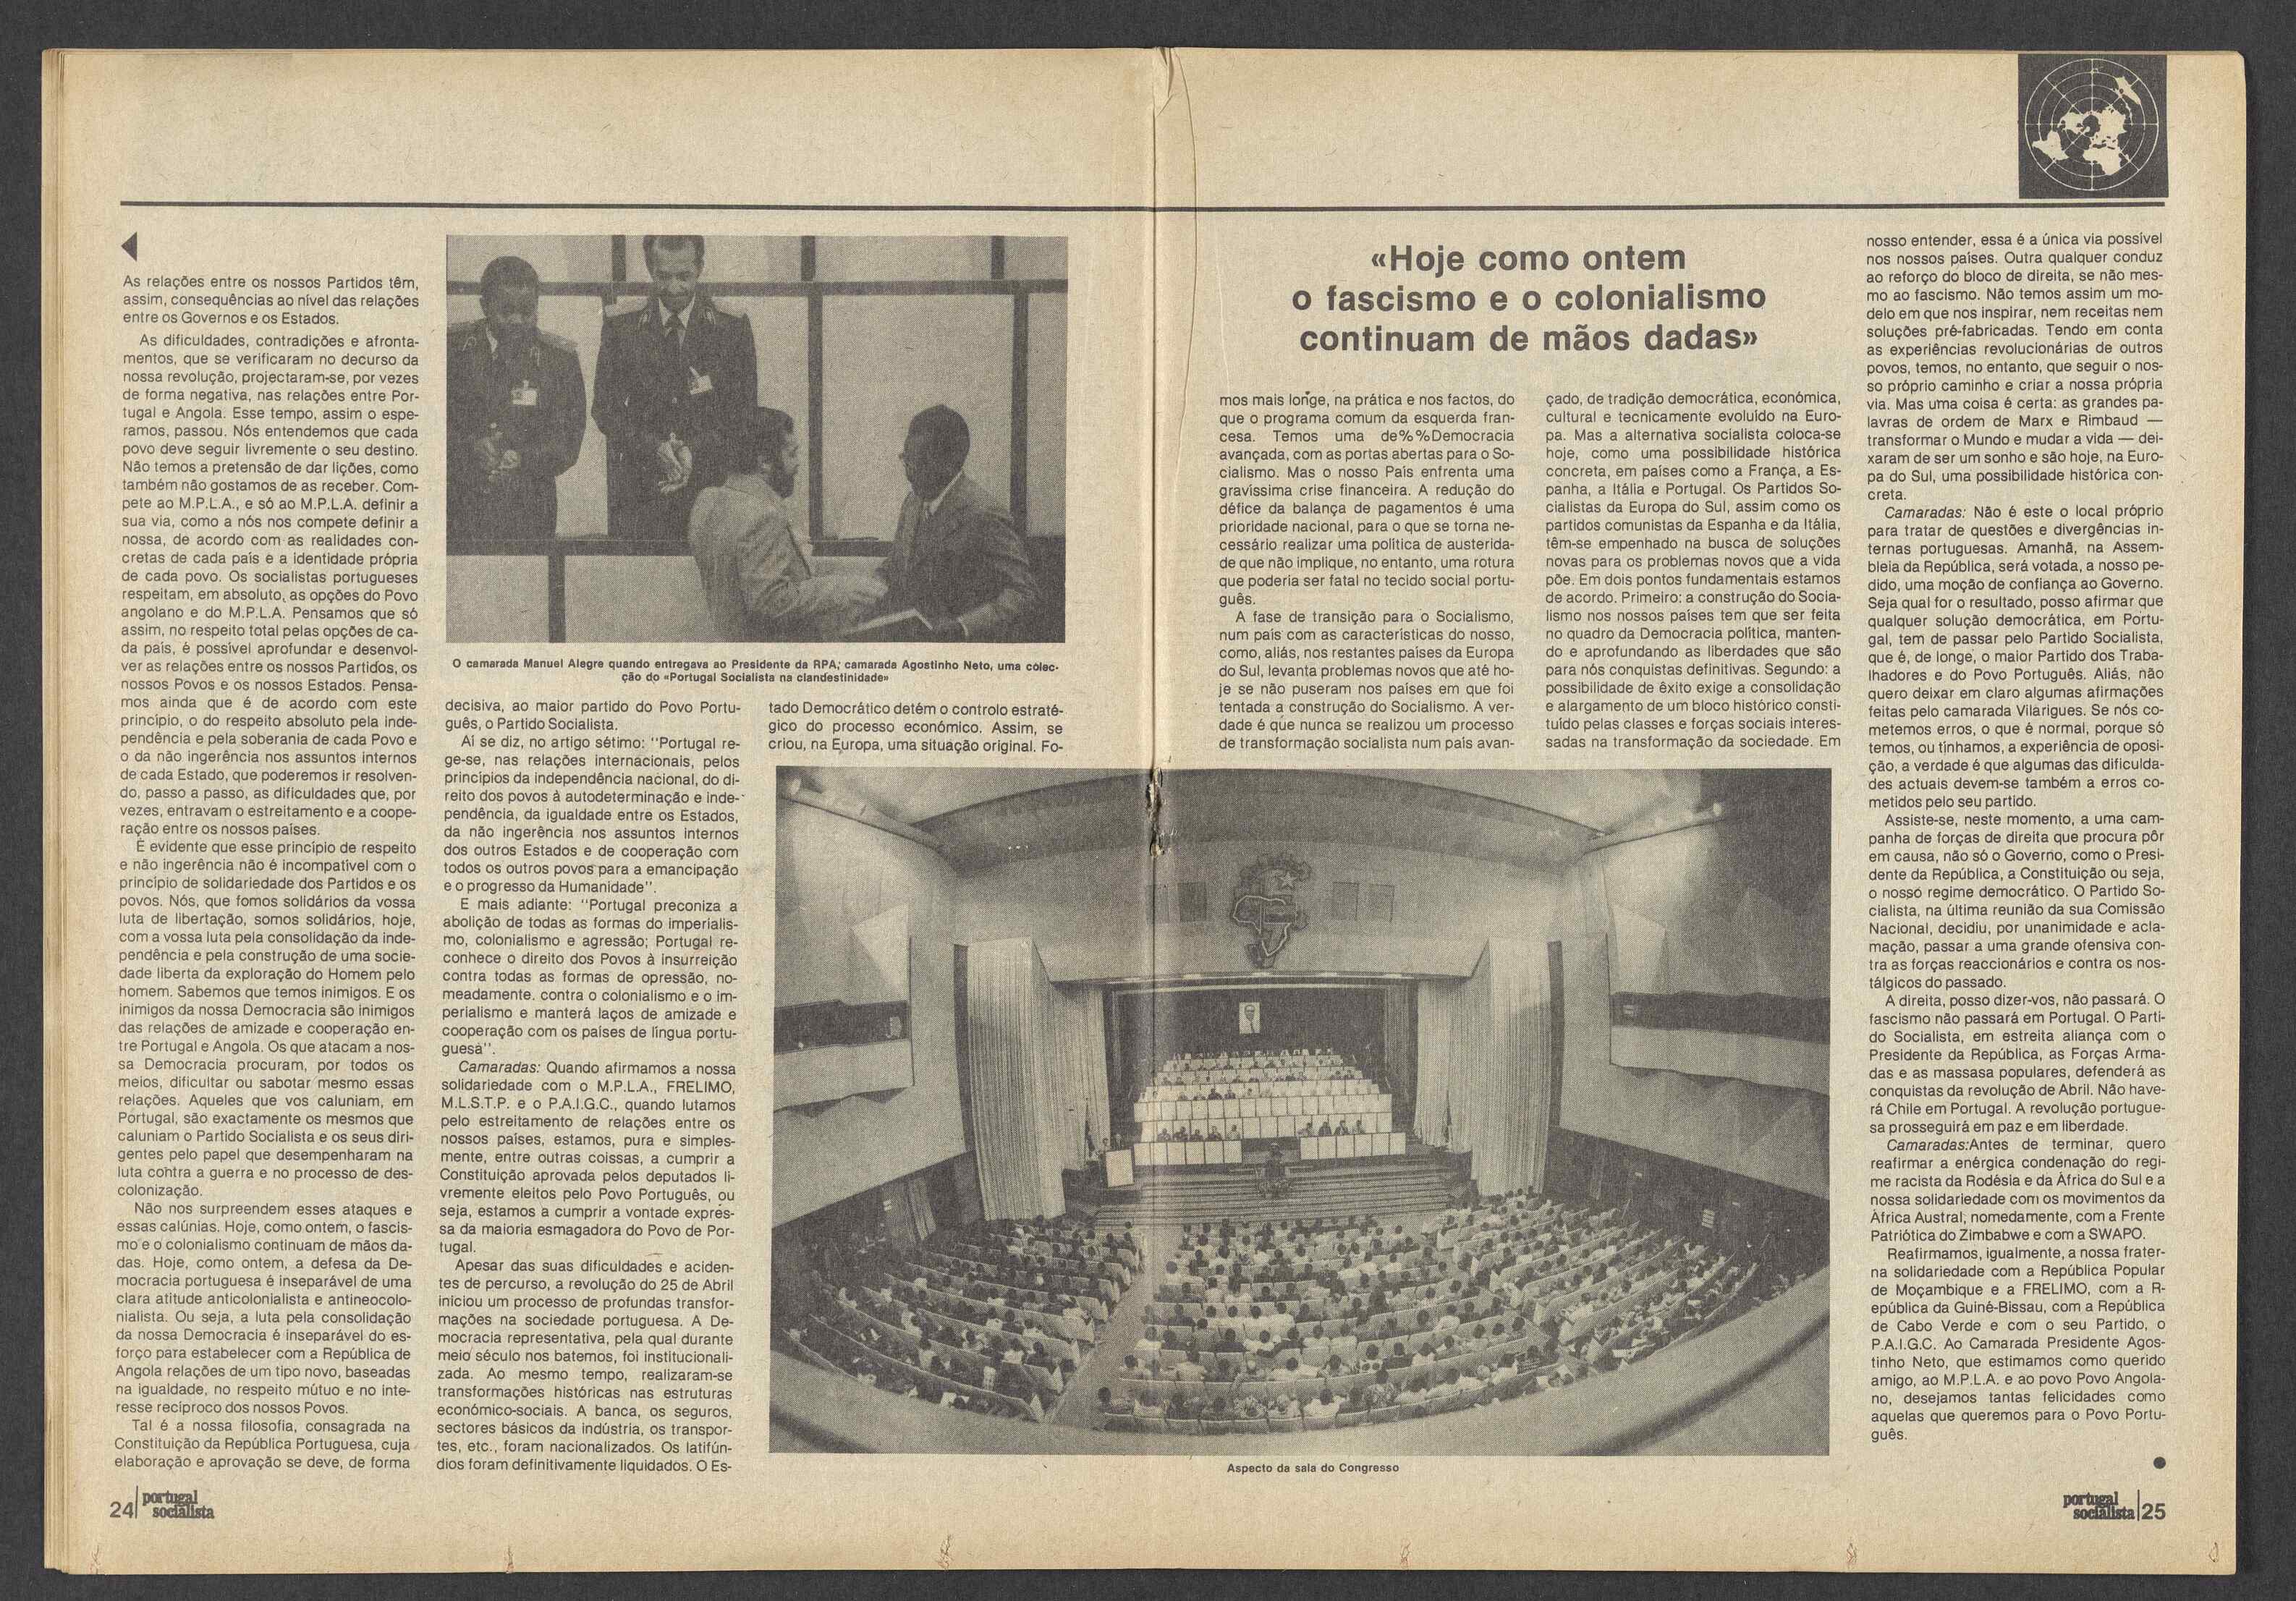 As relações entre os nossos Partidos têm,
assim, consequências ao nível das relações
entre os Governos e os Estados.
As dificuldades, contradições e afronta-
mentos, que se verificaram no decurso da
nossa revolução, projectaram-se, por vezes
de forma negativa, nas relações entre Por-
tugal e Angola. Esse tempo, assim o espe-
ramos, passou. Nós entendemos que cada
povo deve seguir livremente o seu destino.
Não temos a pretensão de dar lições, como
também não gostamos de as receber. Com-
pete ao M.P.L.A., e só ao M.P.L.A. definir a
sua via, como a nós nos compete definir a
nossa, de acordo com as realidades con-
cretas de cada país e a identidade própria
de cada povo. Os socialistas portugueses
respeitam, em absoluto, as opções do Povo
angolano e do M.P.L.A. Pensamos que só
assim, no respeito total pelas opções de ca-
da país, é possível aprofundar e desenvol-
ver as relações entre os nossos Partidos, os
nossos Povos e os nossos Estados. Pensa-
mos ainda que é de acordo com este
princípio, o do respeito absoluto pela inde-
pendência e pela soberania de cada Povo e
o da não ingerência nos assuntos internos
de cada Estado, que poderemos ir resolven-
do, passo a passo, as dificuldades que, por
vezes, entravam o estreitamento e a coope-
ração entre os nossos países.
É evidente que esse princípio de respeito
e não ingerência não é incompatível com o
princípio de solidariedade dos Partidos e os
povos. Nós, que fomos solidários da vossa
luta de libertação, somos solidários, hoje,
com a vossa luta pela consolidação da inde-
pendência e pela construção de uma socie-
dade liberta da exploração do Homem pelo
homem. Sabemos que temos inimigos. E os
inimigos da nossa Democracia são inimigos
das relações de amizade e cooperação en-
tre Portugal e Angola. Os que atacam a nos-
sa Democracia procuram, por todos os
meios, dificultar ou sabotar mesmo essas
relações. Aqueles que vos caluniam, em
Portugal, são exactamente os mesmos que
caluniam o Partido Socialista e os seus diri-
gentes pelo papel que desempenharam na
luta contra a guerra e no processo de des-
colonização.
Não nos surpreendem esses ataques e
essas calúnias. Hoje, como ontem, o fascis-
mo e o colonialismo continuam de mãos da-
das. Hoje, como ontem, a defesa da De-
mocracia portuguesa é inseparável de uma
clara atitude anticolonialista e antineocolo-
nialista. Ou seja, a luta pela consolidação
da nossa Democracia é inseparável do es-
forço para estabelecer com a República de
Angola relações de um tipo novo, baseadas
na igualdade, no respeito mútuo e no inte-
resse recíproco dos nossos Povos.
Tal é a nossa filosofia, consagrada na
Constituição da República Portuguesa, cuja
elaboração e aprovação se deve, de forma
O camarada Manuel Alegre quando entregava ao Presidente da RPA; camarada Agostinho Neto, uma colec-
ção do «Portugal Socialista na clandestinidade»
decisiva, ao maior partido do Povo Portu-
guês, o Partido Socialista.
Aí se diz, no artigo sétimo: "Portugal re-
ge-se, nas relações internacionais, pelos
princípios da independência nacional, do di-
reito dos povos à autodeterminação e inde-
pendência, da igualdade entre os Estados,
da não ingerência nos assuntos internos
dos outros Estados e de cooperação com
todos os outros povos para a emancipação
e o progresso da Humanidade".
E mais adiante: "Portugal preconiza a
abolição de todas as formas do imperialis-
mo, colonialismo e agressão; Portugal re-
conhece o direito dos Povos à insurreição
contra todas as formas de opressão, no-
meadamente. contra o colonialismo e o im-
perialismo e manterá laços de amizade e
cooperação com os países de língua portu-
guesa".
Camaradas: Quando afirmamos a nossa
solidariedade com o M.P.L.A., FRELIMO,
M.L.S.T.P. e o P.A.I.G.C., quando lutamos
pelo estreitamento de relações entre os
nossos países, estamos, pura e simples-
mente, entre outras coissas, a cumprir a
Constituição aprovada pelos deputados li-
vremente eleitos pelo Povo Português, ou
seja, estamos a cumprir a vontade expres-
sa da maioria esmagadora do Povo de Por-
tugal.
Apesar das suas dificuldades e aciden-
tes de percurso, a revolução do 25 de Abril
iniciou um processo de profundas transfor-
mações na sociedade portuguesa. A De-
mocracia representativa, pela qual durante
meio século nos batemos, foi institucionali-
zada. Ao mesmo tempo, realizaram-se
transformações históricas nas estruturas
económico-sociais. A banca, os seguros,
sectores básicos da indústria, os transpor-
tes, etc., foram nacionalizados. Os latifún-
dios foram definitivamente liquidados. O Es-
tado Democrático detém o controlo estraté-
gico do processo económico. Assim, se
criou, na Europa, uma situação original. Fo-
24 portugal
socialista
«Hoje como ontem
o fascismo e o colonialismo
continuam de mãos dadas»
mos mais longe, na prática e nos factos, do
que o programa comum da esquerda fran-
cesa. Temos uma de%%Democracia
avançada, com as portas abertas para o So-
cialismo. Mas o nosso País enfrenta uma
gravíssima crise financeira. A redução do
défice da balança de pagamentos é uma
prioridade nacional, para o que se torna ne-
cessário realizar uma política de austerida-
de que não implique, no entanto, uma rotura
que poderia ser fatal no tecido social portu-
guês.
A fase de transição para o Socialismo,
num país com as características do nosso,
como, aliás, nos restantes países da Europa
do Sul, levanta problemas novos que até ho-
je se não puseram nos países em que foi
tentada a construção do Socialismo. A ver-
dade é que nunca se realizou um processo
de transformação socialista num país avan-
çado, de tradição democrática, económica,
cultural e tecnicamente evoluído na Euro-
pa. Mas a alternativa socialista coloca-se
hoje, como uma possibilidade histórica
concreta, em países como a França, a Es-
panha, a Itália e Portugal. Os Partidos So-
cialistas da Europa do Sul, assim como os
partidos comunistas da Espanha e da Itália,
têm-se empenhado na busca de soluções
novas para os problemas novos que a vida
põe. Em dois pontos fundamentais estamos
de acordo. Primeiro: a construção do Socia-
lismo nos nossos países tem que ser feita
no quadro da Democracia política, manten-
do e aprofundando as liberdades que são
para nós conquistas definitivas. Segundo: a
possibilidade de êxito exige a consolidação
e alargamento de um bloco histórico consti-
tuído pelas classes e forças sociais interes-
sadas na transformação da sociedade. Em
Aspecto da sala do Congresso
nosso entender, essa é a única via possível
nos nossos países. Outra qualquer conduz
ao reforço do bloco de direita, se não mes-
mo ao fascismo. Não temos assim um mo-
delo em que nos inspirar, nem receitas nem
soluções pré-fabricadas. Tendo em conta
as experiências revolucionárias de outros
povos, temos, no entanto, que seguir o nos-
so próprio caminho e criar a nossa própria
via. Mas uma coisa é certa: as grandes pa-
lavras de ordem de Marx e Rimbaud —
transformar o Mundo e mudar a vida — dei-
xaram de ser um sonho e são hoje, na Euro-
pa do Sul, uma possibilidade histórica con-
creta.
Camaradas: Não é este o local próprio
para tratar de questões e divergências in-
ternas portuguesas. Amanhã, na Assem-
bleia da República, será votada, a nosso pe-
dido, uma moção de confiança ao Governo.
Seja qual for o resultado, posso afirmar que
qualquer solução democrática, em Portu-
gal, tem de passar pelo Partido Socialista,
que é, de longe, o maior Partido dos Traba-
lhadores e do Povo Português. Aliás, não
quero deixar em claro algumas afirmações
feitas pelo camarada Vilarigues. Se nós co-
metemos erros, o que é normal, porque só
temos, ou tínhamos, a experiência de oposi-
ção, a verdade é que algumas das dificulda-
des actuais devem-se também a erros co-
metidos pelo seu partido.
Assiste-se, neste momento, a uma cam-
panha de forças de direita que procura pôr
em causa, não só o Governo, como o Presi-
dente da República, a Constituição ou seja,
o nosso regime democrático. O Partido So-
cialista, na última reunião da sua Comissão
Nacional, decidiu, por unanimidade e acla-
mação, passar a uma grande ofensiva con-
tra as forças reaccionários e contra os nos-
tálgicos do passado.
A direita, posso dizer-vos, não passará. O
fascismo não passará em Portugal. O Parti-
do Socialista, em estreita aliança com o
Presidente da República, as Forças Arma-
das e as massasa populares, defenderá as
conquistas da revolução de Abril. Não have-
rá Chile em Portugal. A revolução portugue-
sa prosseguirá em paz e em liberdade.
Camaradas:Antes de terminar, quero
reafirmar a enérgica condenação do regi-
me racista da Rodésia e da África do Sul e a
nossa solidariedade com os movimentos da
África Austral; nomedamente, com a Frente
Patriótica do Zimbabwe e com a SWAPO.
Reafirmamos, igualmente, a nossa frater-
na solidariedade com a República Popular
de Moçambique e a FRELIMO, com a R-
epública da Guiné-Bissau, com a República
de Cabo Verde e com o seu Partido, o
P.A.I.G.C. Ao Camarada Presidente Agos-
tinho Neto, que estimamos como querido
amigo, ao M.P.L.A. e ao povo Povo Angola-
no, desejamos tantas felicidades como
aquelas que queremos para o Povo Portu-
guês.
portugal
socialista 25